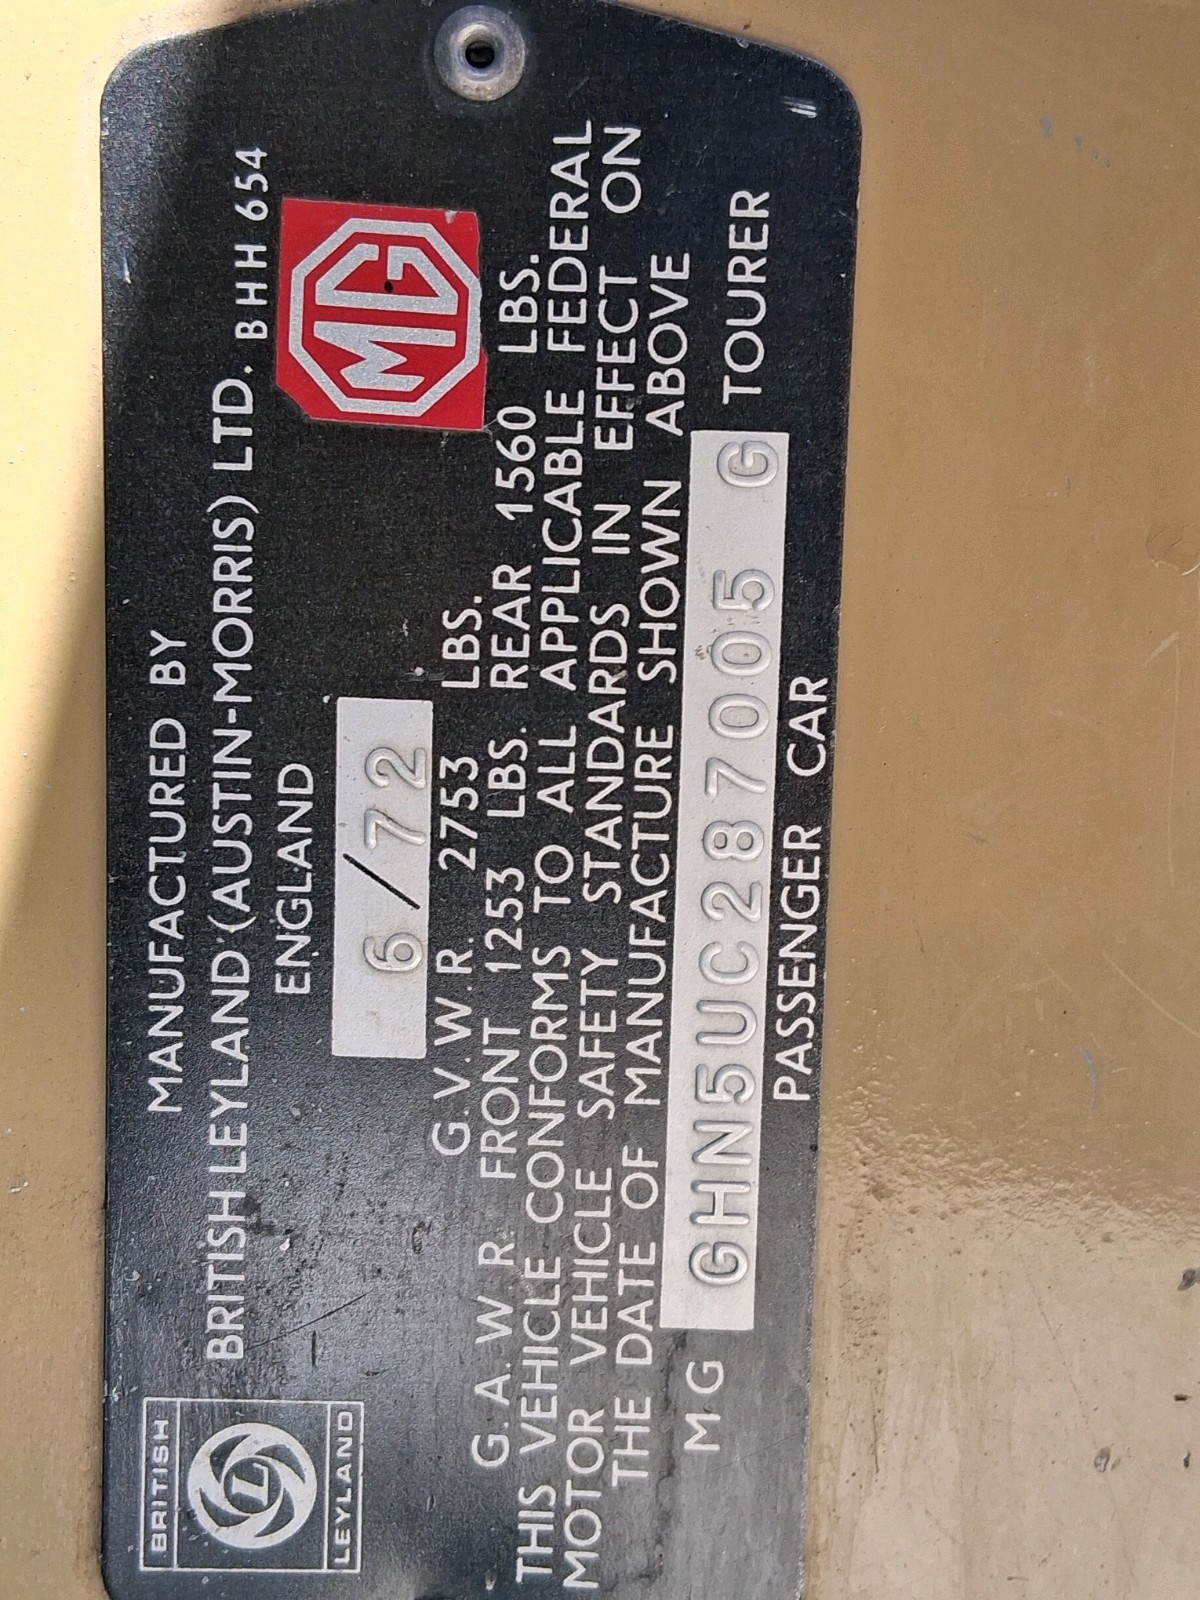 BRITISH
L
LEYLAND
MANUFACTURED BY
BRITISH LEYLAND (AUSTIN-MORRIS) LTD. BHH 654
ENGLAND
MG
6/72
G.V.W.R. 2753 LBS.
G.A.W.R. FRONT 1253 LBS. REAR 1560 LBS.
THIS VEHICLE CONFORMS TO ALL APPLICABLE FEDERAL
MOTOR VEHICLE SAFETY STANDARDS IN EFFECT ON
THE DATE OF MANUFACTURE SHOWN ABOVE
MG GHN5UC287005 G TOURER
PASSENGER CAR